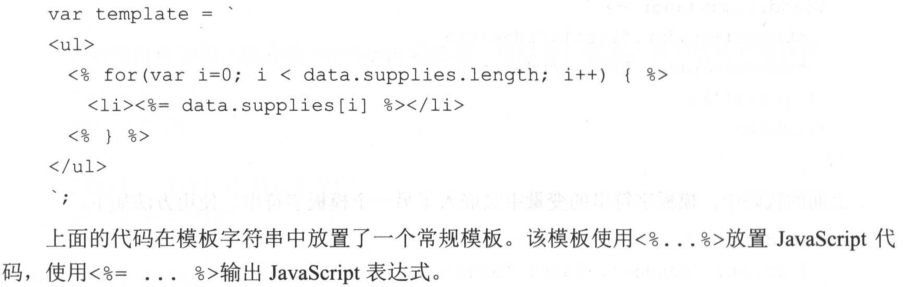 var template = `
<ul>
<% for(var i=0; i < data.supplies.length; i++) { %>
<li><%= data.supplies[i] %></li>
<% } %>
</ul>
`;
上面的代码在模板字符串中放置了一个常规模板。该模板使用<%...%>放置 JavaScript 代
码，使用<%= ... %>输出 JavaScript 表达式。